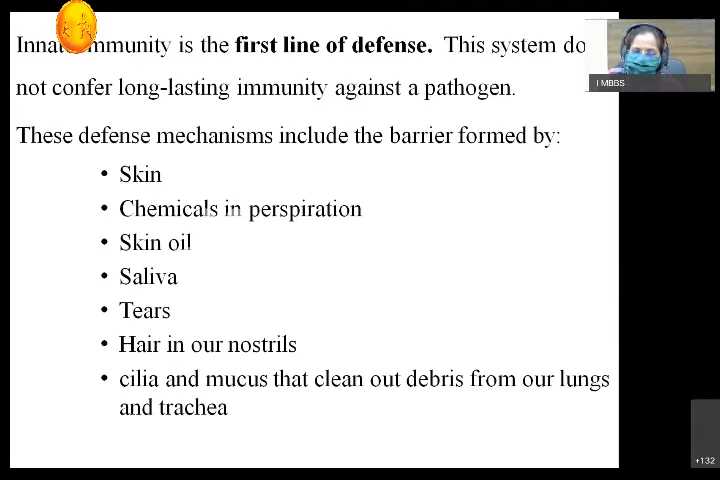 immunity is the first line of defense. This system
not confer long-lasting immunity against a pathogen.
These defense mechanisms include the barrier formed by:
• Skin
• Chemicals in perspiration
• Skin oil
• Saliva
• Tears
• Hair in our nostrils
• cilia and mucus that clean out debris from our lungs
and trachea
I MBBS
+132